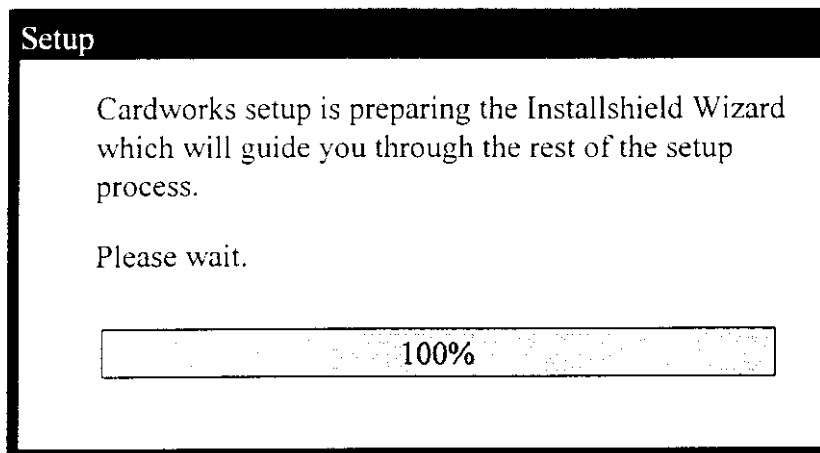 Setup
Cardworks setup is preparing the Installshield Wizard
which will guide you through the rest of the setup
process.
Please wait.
100%